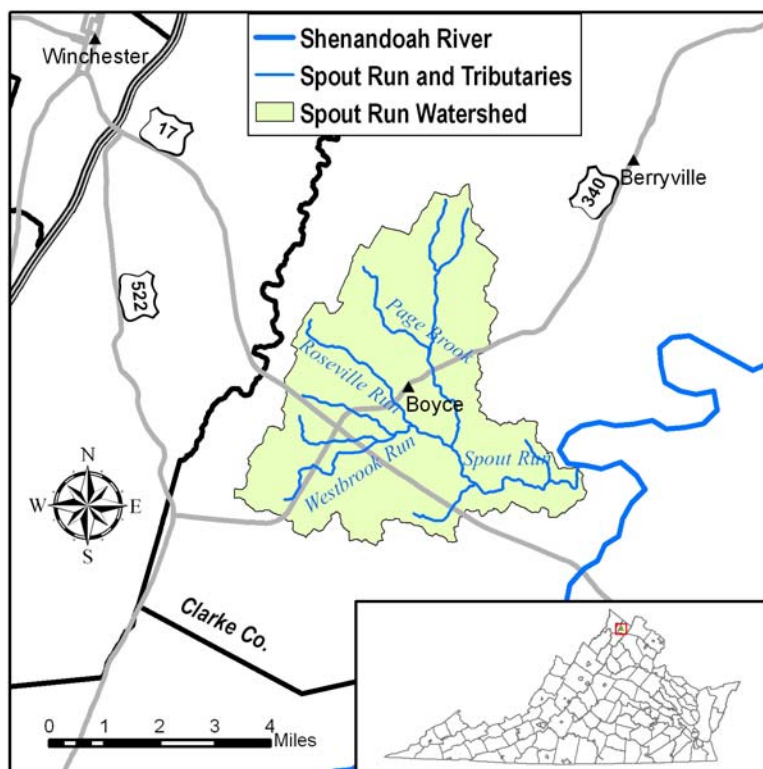 Shenandoah River
Spout Run and Tributaries
Spout Run Watershed
Winchester
17
340
Berryville
522
Page Brook
Roseville Run
Boyce
Westbrook Run
Spout Run
N
W
E
S
Clarke Co.
0 1 2 3 4
Miles